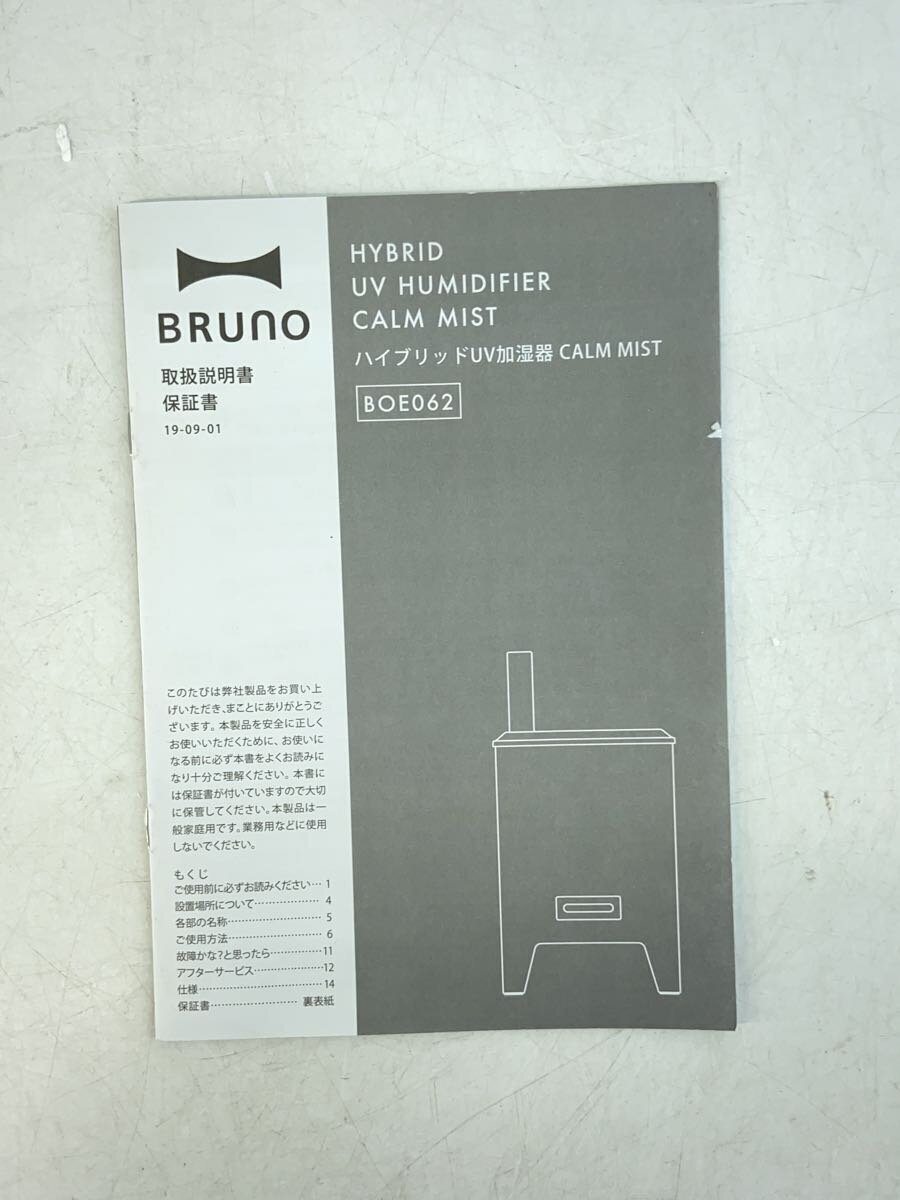 BRUNO
取扱説明書
保証書
19-09-01
HYBRID
UV HUMIDIFIER
CALM MIST
ハイブリッドUV加湿器 CALM MIST
BOE062
このたびは弊社製品をお買い上
げいただき、まことにありがとうご
ざいます。本製品を安全に正しく
お使いいただくために、お使いに
なる前に必ず本書をよくお読みに
なり十分ご理解ください。本書に
は保証書が付いていますので大切
に保管してください。本製品は一
般家庭用です。業務用などに使用
しないでください。
もくじ
ご使用前に必ずお読みください… 1
設置場所について……………… 4
各部の名称……………………… 5
ご使用方法……………………… 6
故障かな?と思ったら……………11
アフターサービス…………………12
仕様………………………………14
保証書…………………… 裏表紙